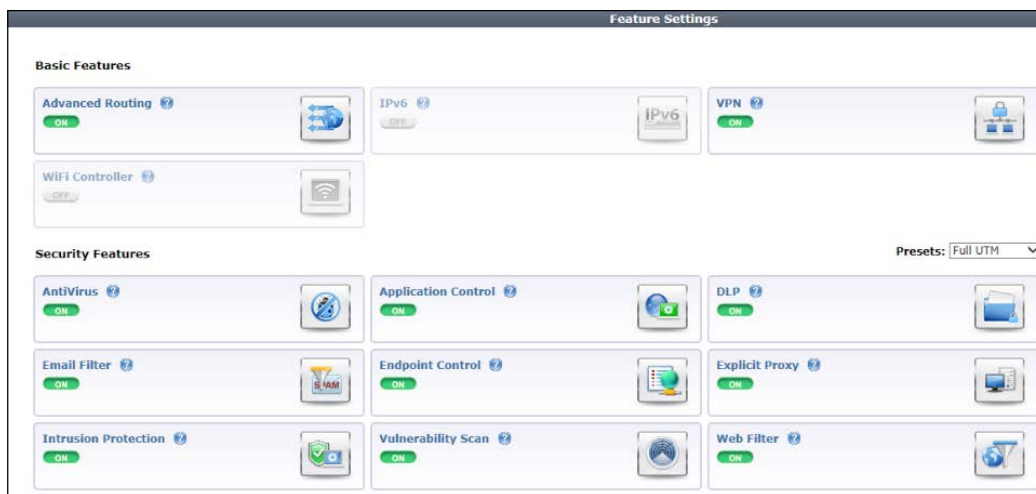 Feature Settings
Basic Features
Advanced Routing
ON
IPv6
OFF
IPv6
VPN
ON
WiFi Controller
OFF
Security Features
Presets: Full UTM
AntiVirus
ON
Application Control
ON
DLP
ON
Email Filter
ON
SPAM
Endpoint Control
ON
Explicit Proxy
ON
Intrusion Protection
ON
Vulnerability Scan
ON
Web Filter
ON